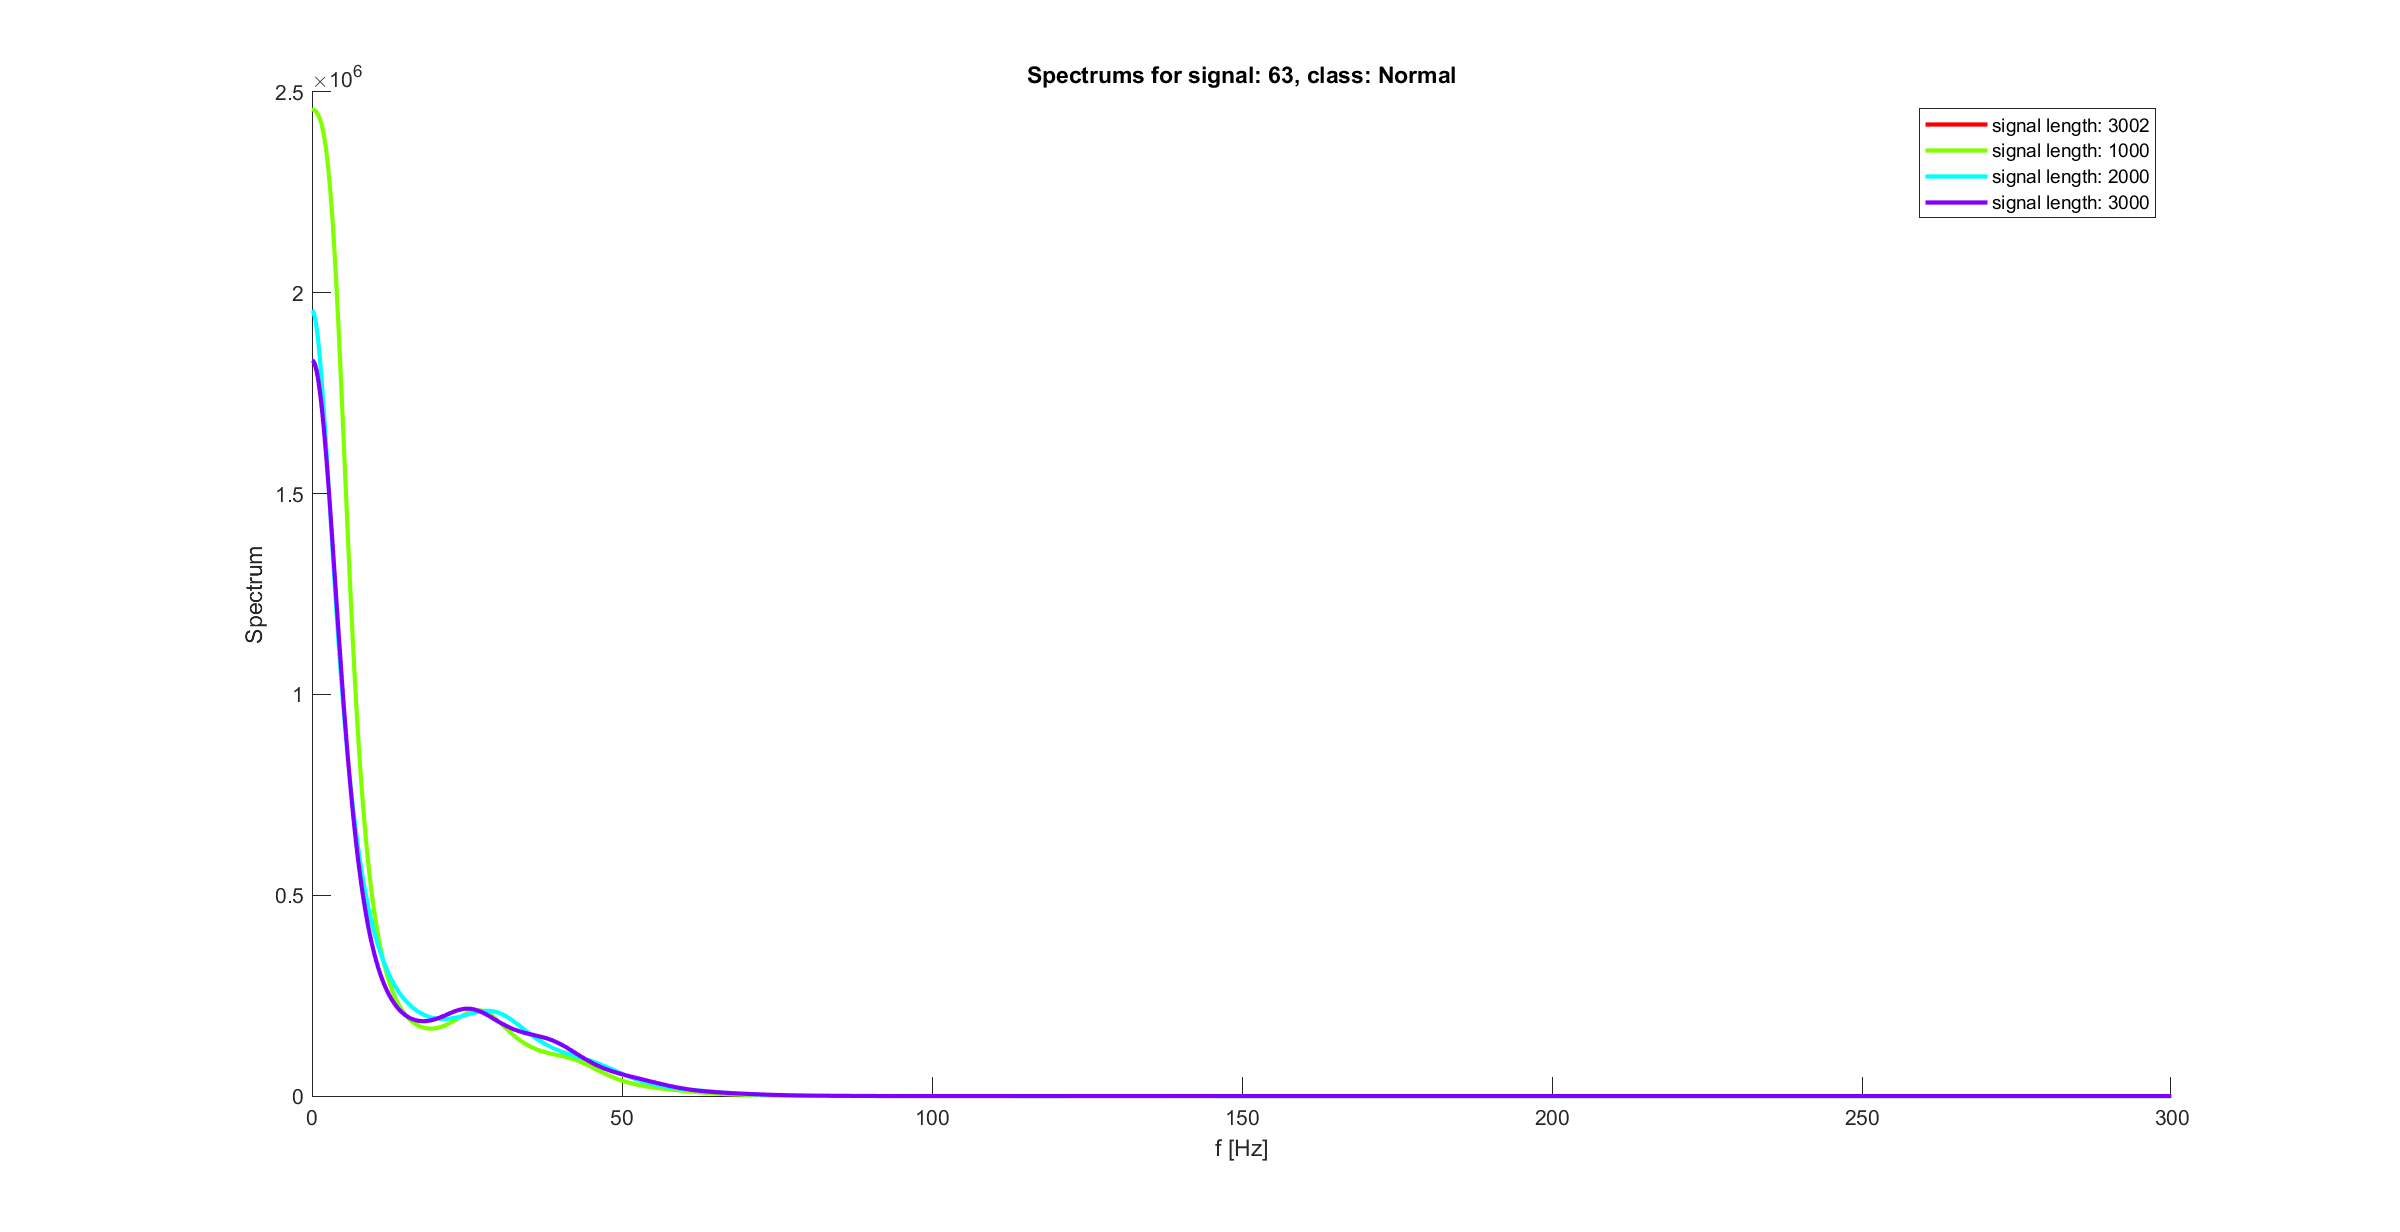 Spectrums for signal: 63, class: Normal
×10^6
2.5
2
1.5
1
0.5
0
Spectrum
signal length: 3002
signal length: 1000
signal length: 2000
signal length: 3000
0 50 100 150 200 250 300
f [Hz]